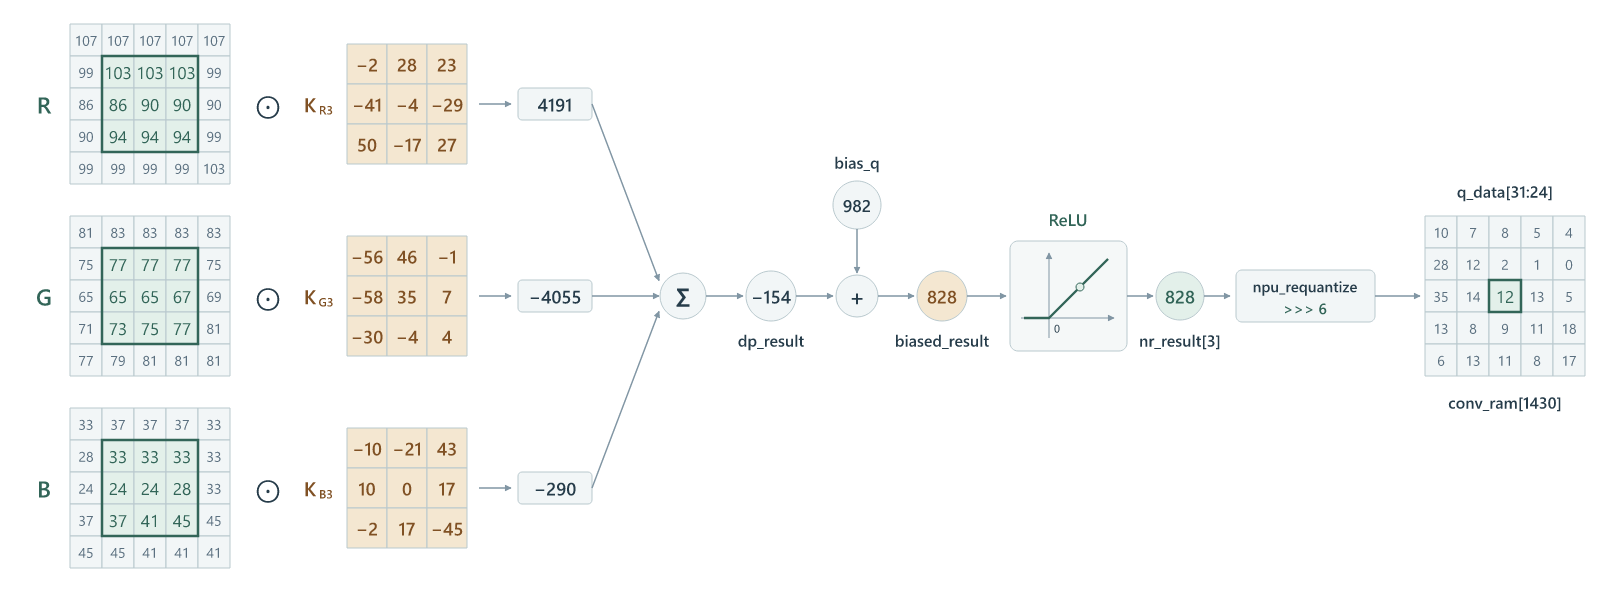 107 107 107 107 107
99 103 103 103 99
R 86 86 90 90 90
90 94 94 94 99
99 99 99 99 103
⊙
K R3
−2 28 23
−41 −4 −29
50 −17 27
4191
81 83 83 83 83
75 77 77 77 75
G 65 65 65 67 69
71 73 75 77 81
77 79 81 81 81
⊙
K G3
−56 46 −1
−58 35 7
−30 −4 4
−4055
33 37 37 37 33
28 33 33 33 33
B 24 24 24 28 33
37 37 41 45 45
45 45 41 41 41
⊙
K B3
−10 −21 43
10 0 17
−2 17 −45
−290
Σ
−154
dp_result
bias_q
982
+
828
biased_result
ReLU
0
828
nr_result[3]
npu_requantize
>>> 6
q_data[31:24]
10 7 8 5 4
28 12 2 1 0
35 14 12 13 5
13 8 9 11 18
6 13 11 8 17
conv_ram[1430]